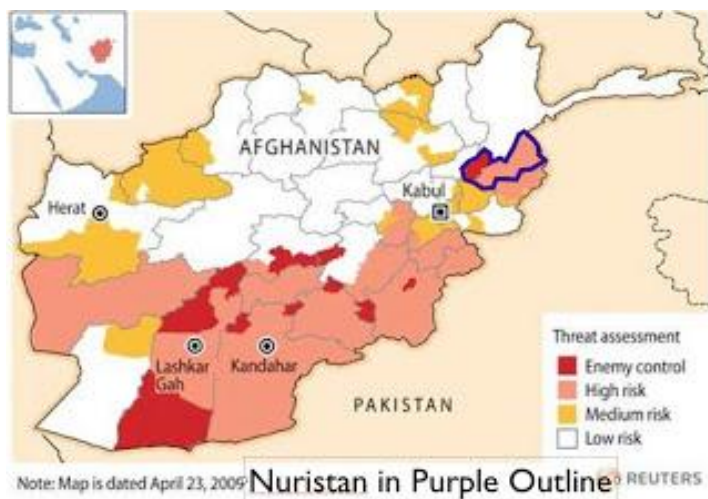 AFGHANISTAN
Kabul
Herat
Lashkar
Gah
Kandahar
PAKISTAN
Threat assessment
Enemy control
High risk
Medium risk
Low risk
Note: Map is dated April 23, 2009
Nuristan in Purple Outline
REUTERS